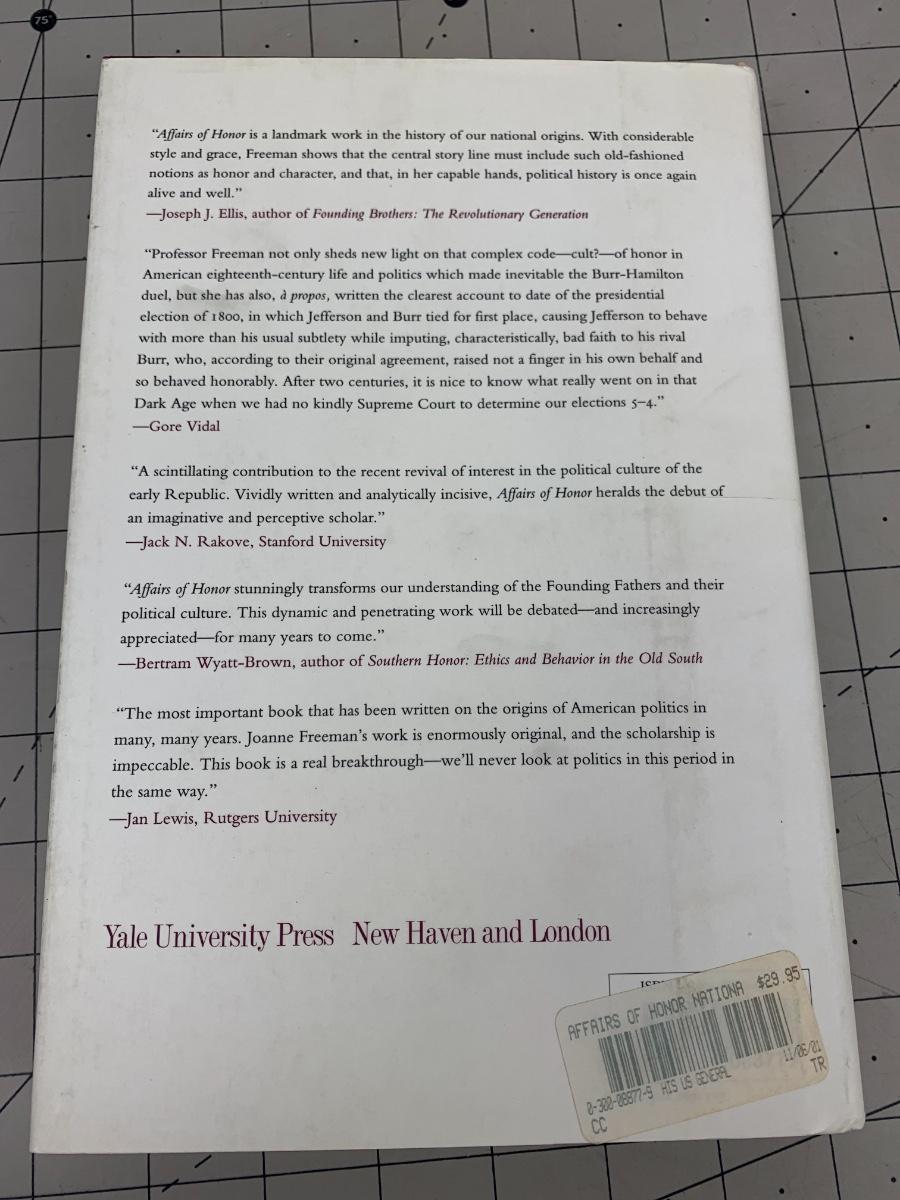 75°
"Affairs of Honor is a landmark work in the history of our national origins. With considerable
style and grace, Freeman shows that the central story line must include such old-fashioned
notions as honor and character, and that, in her capable hands, political history is once again
alive and well."
—Joseph J. Ellis, author of Founding Brothers: The Revolutionary Generation
"Professor Freeman not only sheds new light on that complex code—cult?—of honor in
American eighteenth-century life and politics which made inevitable the Burr-Hamilton
duel, but she has also, à propos, written the clearest account to date of the presidential
election of 1800, in which Jefferson and Burr tied for first place, causing Jefferson to behave
with more than his usual subtlety while imputing, characteristically, bad faith to his rival
Burr, who, according to their original agreement, raised not a finger in his own behalf and
so behaved honorably. After two centuries, it is nice to know what really went on in that
Dark Age when we had no kindly Supreme Court to determine our elections 5–4."
—Gore Vidal
"A scintillating contribution to the recent revival of interest in the political culture of the
early Republic. Vividly written and analytically incisive, Affairs of Honor heralds the debut of
an imaginative and perceptive scholar."
—Jack N. Rakove, Stanford University
"Affairs of Honor stunningly transforms our understanding of the Founding Fathers and their
political culture. This dynamic and penetrating work will be debated—and increasingly
appreciated—for many years to come."
—Bertram Wyatt-Brown, author of Southern Honor: Ethics and Behavior in the Old South
"The most important book that has been written on the origins of American politics in
many, many years. Joanne Freeman's work is enormously original, and the scholarship is
impeccable. This book is a real breakthrough—we'll never look at politics in this period in
the same way."
—Jan Lewis, Rutgers University
Yale University Press New Haven and London
AFFAIRS OF HONOR NATIONA $29.95
11/06/01
0-300-08877-9 HIS US GENERAL TR
CC